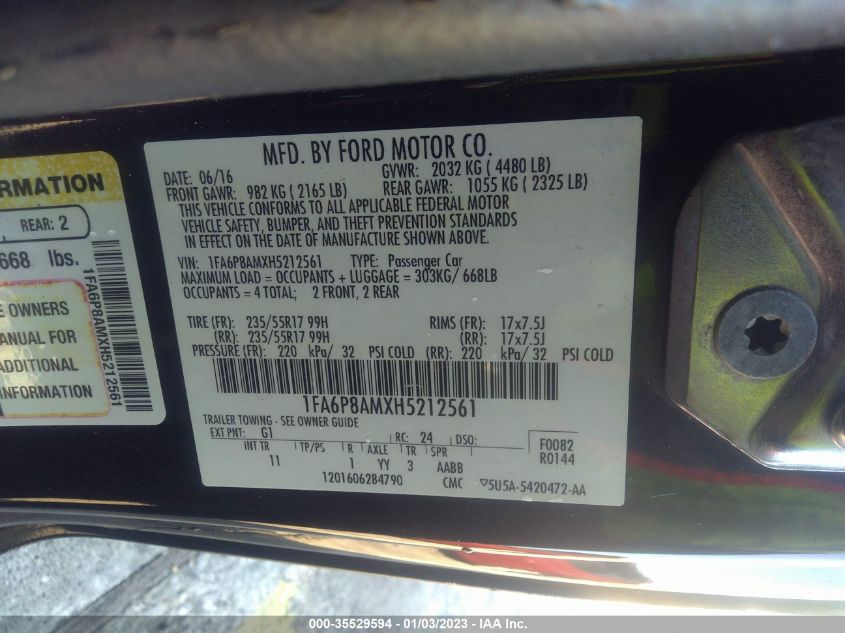 MFD. BY FORD MOTOR CO.
DATE: 06/16 GVWR: 2032 KG ( 4480 LB)
FRONT GAWR: 982 KG ( 2165 LB) REAR GAWR: 1055 KG ( 2325 LB)
THIS VEHICLE CONFORMS TO ALL APPLICABLE FEDERAL MOTOR
VEHICLE SAFETY, BUMPER, AND THEFT PREVENTION STANDARDS
IN EFFECT ON THE DATE OF MANUFACTURE SHOWN ABOVE.
VIN: 1FA6P8AMXH5212561 TYPE: Passenger Car
MAXIMUM LOAD = OCCUPANTS + LUGGAGE = 303KG/ 668LB
OCCUPANTS = 4 TOTAL; 2 FRONT, 2 REAR
TIRE (FR): 235/55R17 99H RIMS (FR): 17x7.5J
(RR): 235/55R17 99H (RR): 17x7.5J
PRESSURE (FR): 220 kPa/ 32 PSI COLD (RR): 220 kPa/ 32 PSI COLD
1FA6P8AMXH5212561
TRAILER TOWING - SEE OWNER GUIDE
EXT PNT: G1 RC: 24 DSO: F0082
R0144
INT TR TP/PS R AXLE TR SPR
11 1 YY 3 AABB
1201606284790 CMC ▽5U5A-5420472-AA
ORMATION
REAR: 2
668 lbs.
E OWNERS
MANUAL FOR
ADDITIONAL
INFORMATION
1FA6P8AMXH5212561
000-35529594 - 01/03/2023 - IAA Inc.